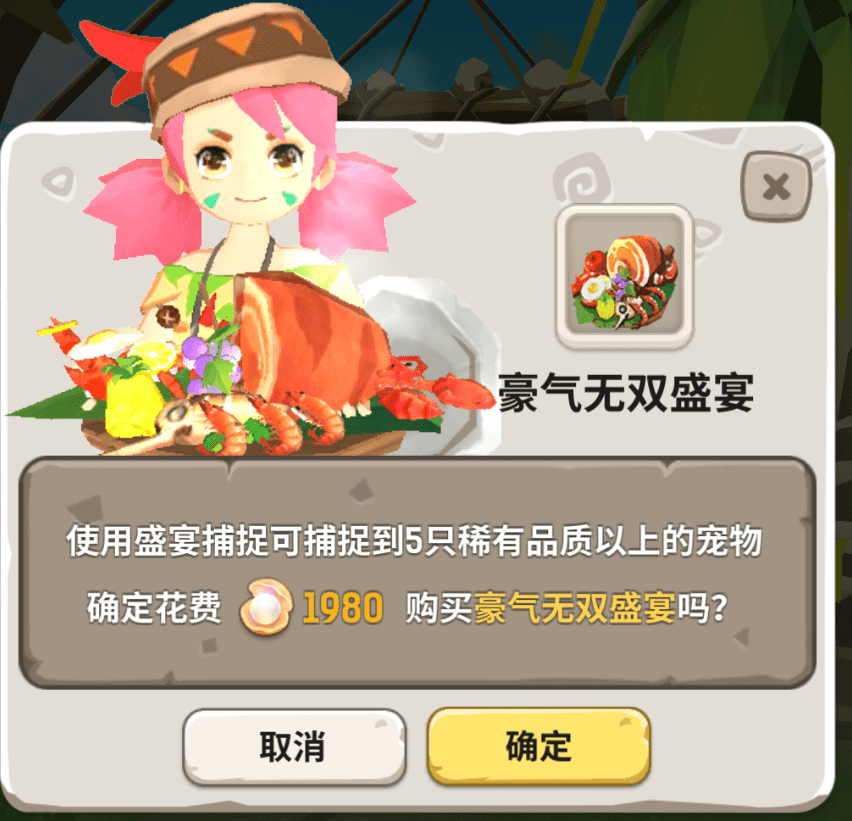 豪气无双盛宴
使用盛宴捕捉可捕捉到5只稀有品质以上的宠物
确定花费 1980 购买豪气无双盛宴吗？
取消
确定